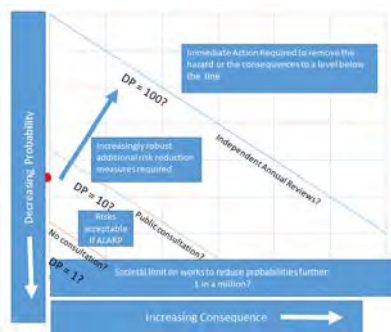 Immediate Action Required to remove the
hazard or the consequences to a level below
the line
DP = 100?
Independent Annual Reviews?
Increasingly robust
additional risk reduction
measures required
Decreasing Probability
DP = 10?
Risks
acceptable
if ALARP
Public consultation?
No consultation?
DP = 1?
Societal limit on works to reduce probabilities further:
1 in a million?
Increasing Consequence